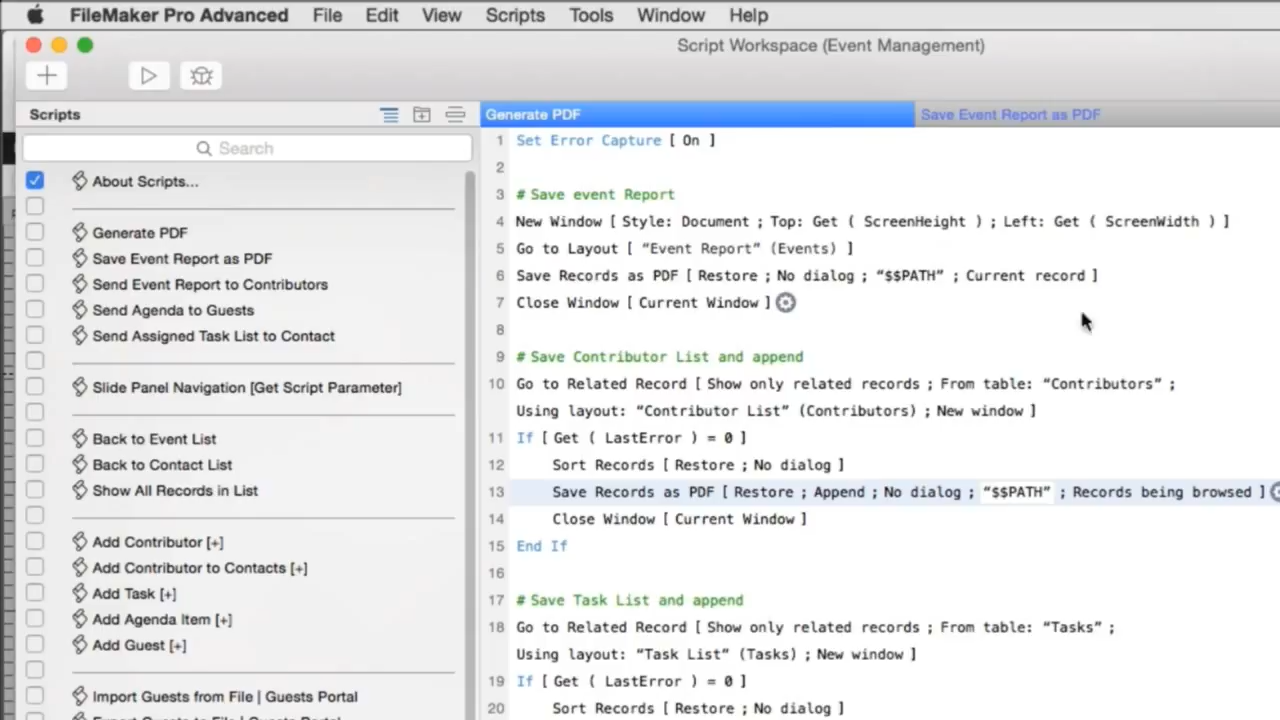 FileMaker Pro Advanced File Edit View Scripts Tools Window Help
Script Workspace (Event Management)
Scripts
Search
About Scripts...
Generate PDF
Save Event Report as PDF
Send Event Report to Contributors
Send Agenda to Guests
Send Assigned Task List to Contact
Slide Panel Navigation [Get Script Parameter]
Back to Event List
Back to Contact List
Show All Records in List
Add Contributor [+]
Add Contributor to Contacts [+]
Add Task [+]
Add Agenda Item [+]
Add Guest [+]
Import Guests from File | Guests Portal
Export Guests to File | Guests Portal
Generate PDF Save Event Report as PDF
1 Set Error Capture [ On ]
2
3 # Save event Report
4 New Window [ Style: Document ; Top: Get ( ScreenHeight ) ; Left: Get ( ScreenWidth ) ]
5 Go to Layout [ “Event Report” (Events) ]
6 Save Records as PDF [ Restore ; No dialog ; “$$PATH” ; Current record ]
7 Close Window [ Current Window ]
8
9 # Save Contributor List and append
10 Go to Related Record [ Show only related records ; From table: “Contributors” ;
Using layout: “Contributor List” (Contributors) ; New window ]
11 If [ Get ( LastError ) = 0 ]
12 Sort Records [ Restore ; No dialog ]
13 Save Records as PDF [ Restore ; Append ; No dialog ; “$$PATH” ; Records being browsed ]
14 Close Window [ Current Window ]
15 End If
16
17 # Save Task List and append
18 Go to Related Record [ Show only related records ; From table: “Tasks” ;
Using layout: “Task List” (Tasks) ; New window ]
19 If [ Get ( LastError ) = 0 ]
20 Sort Records [ Restore ; No dialog ]